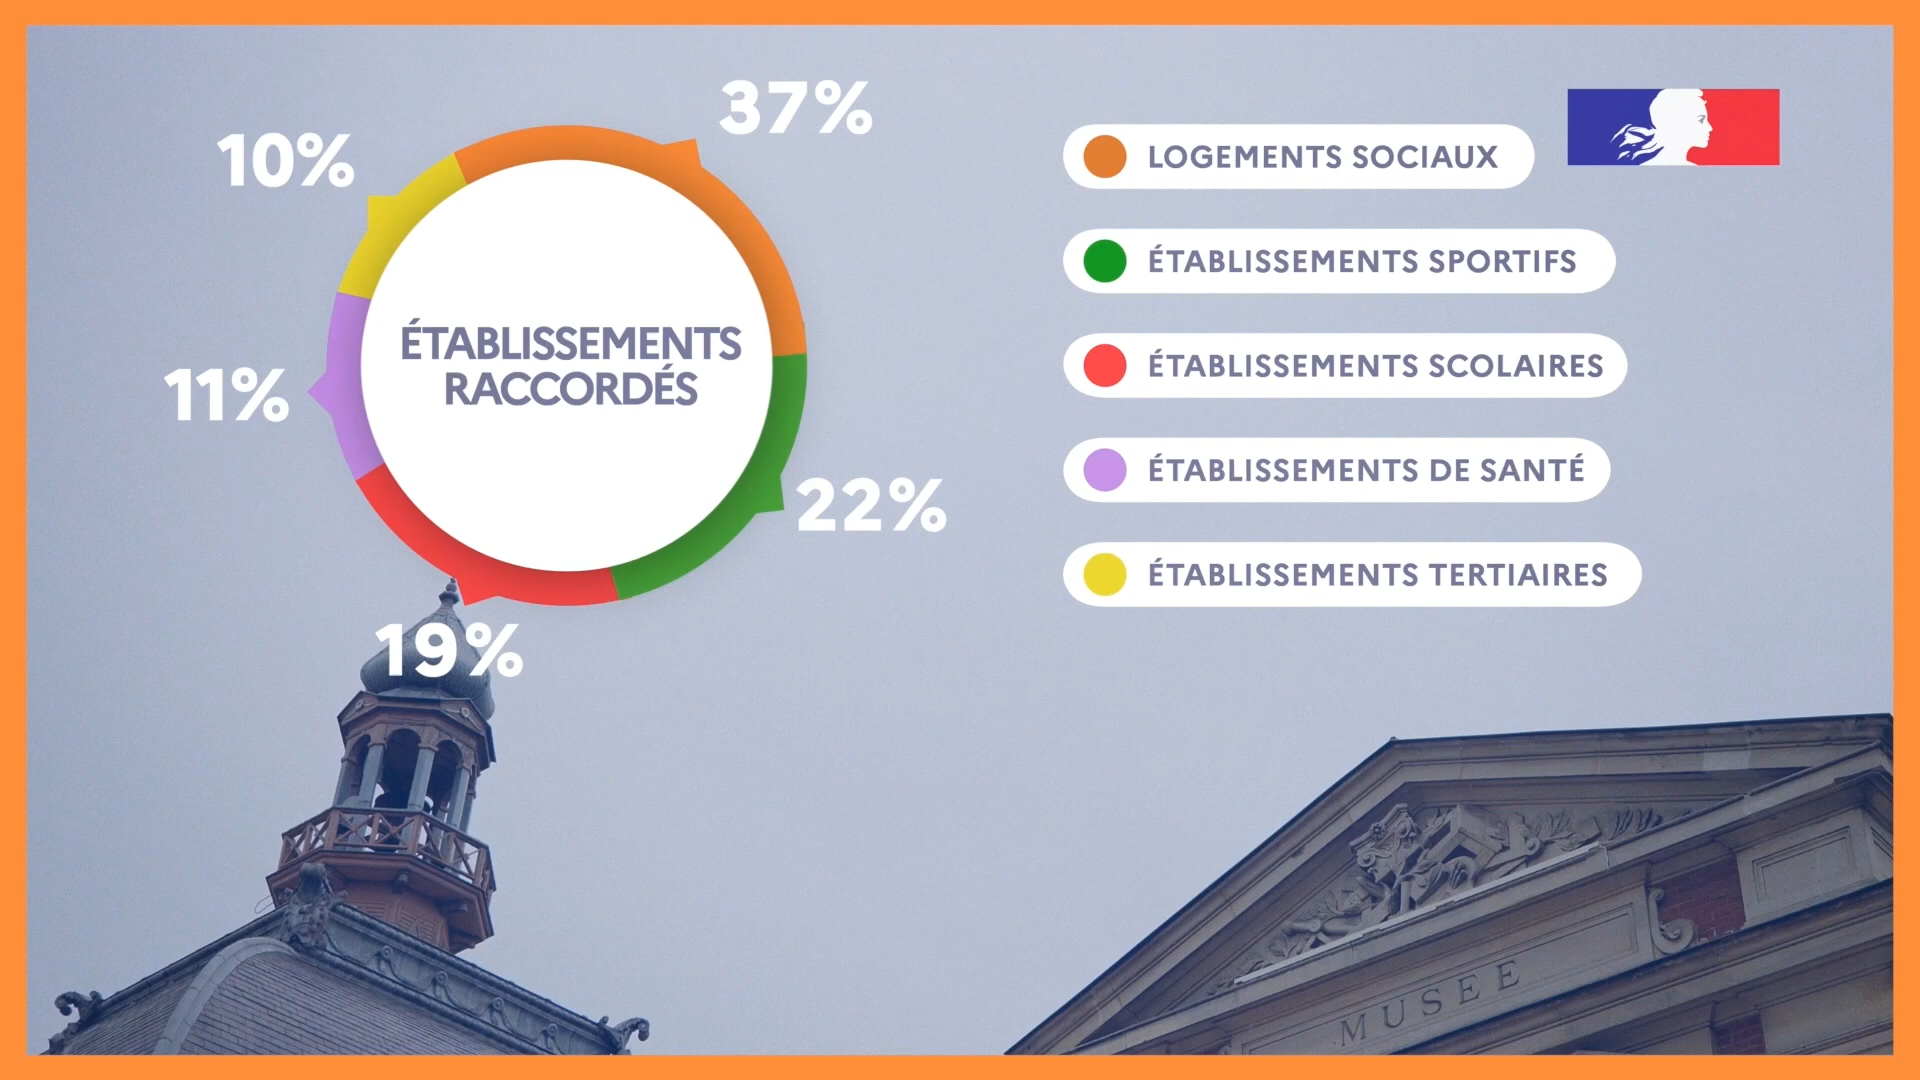 37%
10%
11%
22%
19%
ÉTABLISSEMENTS
RACCORDÉS
LOGEMENTS SOCIAUX
ÉTABLISSEMENTS SPORTIFS
ÉTABLISSEMENTS SCOLAIRES
ÉTABLISSEMENTS DE SANTÉ
ÉTABLISSEMENTS TERTIAIRES
MUSEE